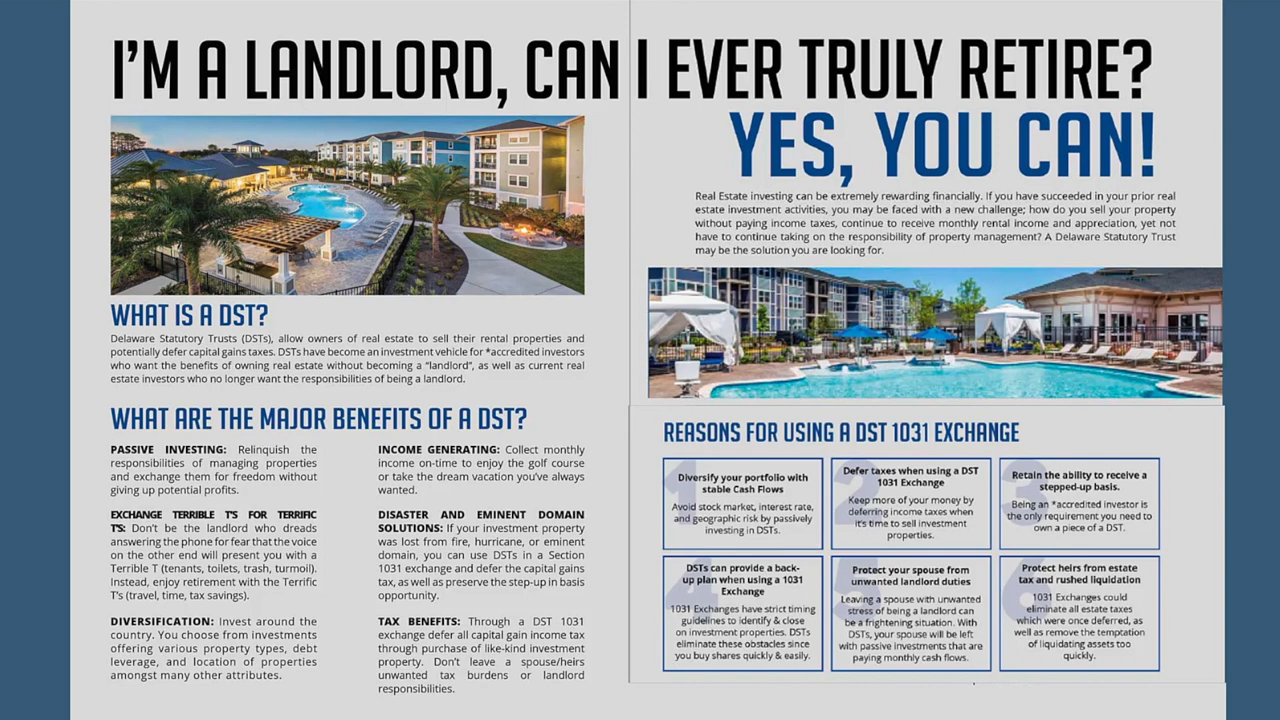 I'M A LANDLORD, CAN I EVER TRULY RETIRE?
YES, YOU CAN!
Real Estate investing can be extremely rewarding financially. If you have succeeded in your prior real
estate investment activities, you may be faced with a new challenge; how do you sell your property
without paying income taxes, continue to receive monthly rental income and appreciation, yet not
have to continue taking on the responsibility of property management? A Delaware Statutory Trust
may be the solution you are looking for.
WHAT IS A DST?
Delaware Statutory Trusts (DSTs), allow owners of real estate to sell their rental properties and
potentially defer capital gains taxes. DSTs have become an investment vehicle for *accredited investors
who want the benefits of owning real estate without becoming a "landlord", as well as current real
estate investors who no longer want the responsibilities of being a landlord.
WHAT ARE THE MAJOR BENEFITS OF A DST?
PASSIVE INVESTING: Relinquish the
responsibilities of managing properties
and exchange them for freedom without
giving up potential profits.
EXCHANGE TERRIBLE T'S FOR TERRIFIC
T'S: Don't be the landlord who dreads
answering the phone for fear that the voice
on the other end will present you with a
Terrible T (tenants, toilets, trash, turmoil).
Instead, enjoy retirement with the Terrific
T's (travel, time, tax savings).
DIVERSIFICATION: Invest around the
country. You choose from investments
offering various property types, debt
leverage, and location of properties
amongst many other attributes.
INCOME GENERATING: Collect monthly
income on-time to enjoy the golf course
or take the dream vacation you've always
wanted.
DISASTER AND EMINENT DOMAIN
SOLUTIONS: If your investment property
was lost from fire, hurricane, or eminent
domain, you can use DSTs in a Section
1031 exchange and defer the capital gains
tax, as well as preserve the step-up in basis
opportunity.
TAX BENEFITS: Through a DST 1031
exchange defer all capital gain income tax
through purchase of like-kind investment
property. Don't leave a spouse/heirs
unwanted tax burdens or landlord
responsibilities.
REASONS FOR USING A DST 1031 EXCHANGE
1
Diversify your portfolio with
stable Cash Flows
Avoid stock market, interest rate,
and geographic risk by passively
investing in DSTs.
2
Defer taxes when using a DST
1031 Exchange
Keep more of your money by
deferring income taxes when
it's time to sell investment
properties.
3
Retain the ability to receive a
stepped-up basis.
Being an *accredited investor is
the only requirement you need to
own a piece of a DST.
4
DSTs can provide a back-
up plan when using a 1031
Exchange
1031 Exchanges have strict timing
guidelines to identify & close
on investment properties. DSTs
eliminate these obstacles since
you buy shares quickly & easily.
5
Protect your spouse from
unwanted landlord duties
Leaving a spouse with unwanted
stress of being a landlord can
be a frightening situation. With
DSTs, your spouse will be left
with passive investments that are
paying monthly cash flows.
6
Protect heirs from estate
tax and rushed liquidation
1031 Exchanges could
eliminate all estate taxes
which were once deferred, as
well as remove the temptation
of liquidating assets too
quickly.